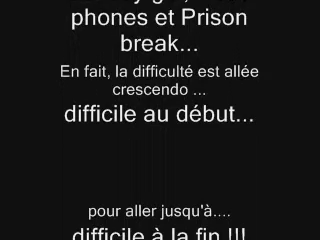 phones et Prison
break...
En fait, la difficulté est allée
crescendo ...
difficile au début...
pour aller jusqu'à....
difficile à la fin !!!